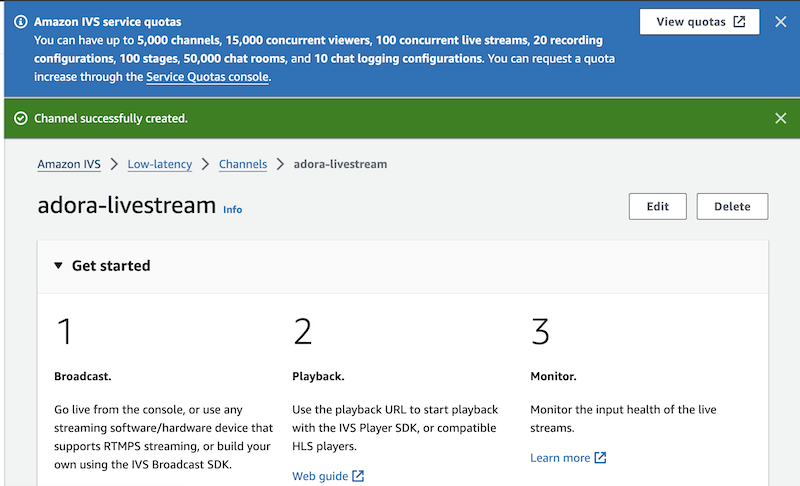 Amazon IVS service quotas
View quotas
You can have up to 5,000 channels, 15,000 concurrent viewers, 100 concurrent live streams, 20 recording
configurations, 100 stages, 50,000 chat rooms, and 10 chat logging configurations. You can request a quota
increase through the Service Quotas console.
Channel successfully created.
Amazon IVS > Low-latency > Channels > adora-livestream
adora-livestream Info
Edit
Delete
Get started
1
Broadcast.
Go live from the console, or use any
streaming software/hardware device that
supports RTMPS streaming, or build your
own using the IVS Broadcast SDK.
2
Playback.
Use the playback URL to start playback
with the IVS Player SDK, or compatible
HLS players.
Web guide
3
Monitor.
Monitor the input health of the live
streams.
Learn more